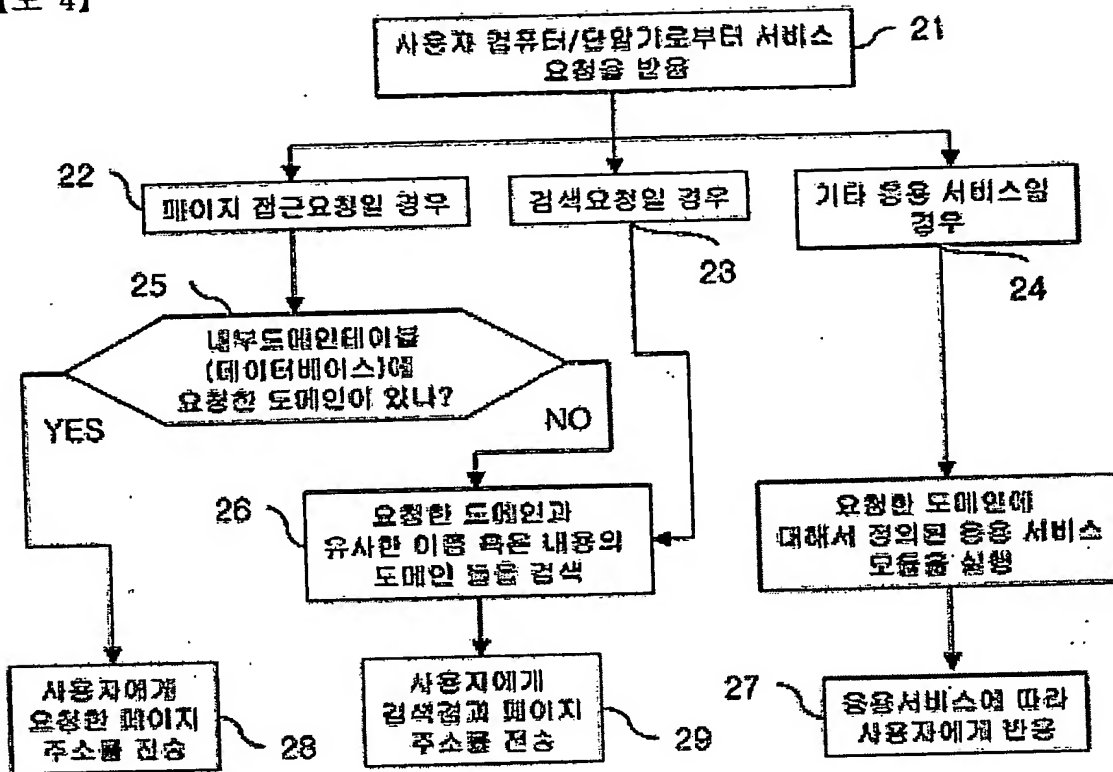 【도 4】
사용자 컴퓨터/단말기로부터 서비스
요청을 받음
21
22
페이지 접근요청일 경우
검색요청일 경우
23
기타 응용 서비스일
경우
24
25
내부도메인테이블
(데이터베이스)에
요청한 도메인이 있나?
YES
NO
26
요청한 도메인과
유사한 이름 혹은 내용의
도메인 들을 검색
요청한 도메인에
대해서 정의된 응용 서비스
모듈을 실행
사용자에게
요청한 페이지
주소를 전송
28
사용자에게
검색결과 페이지
주소를 전송
29
27
응용서비스에 따라
사용자에게 반응